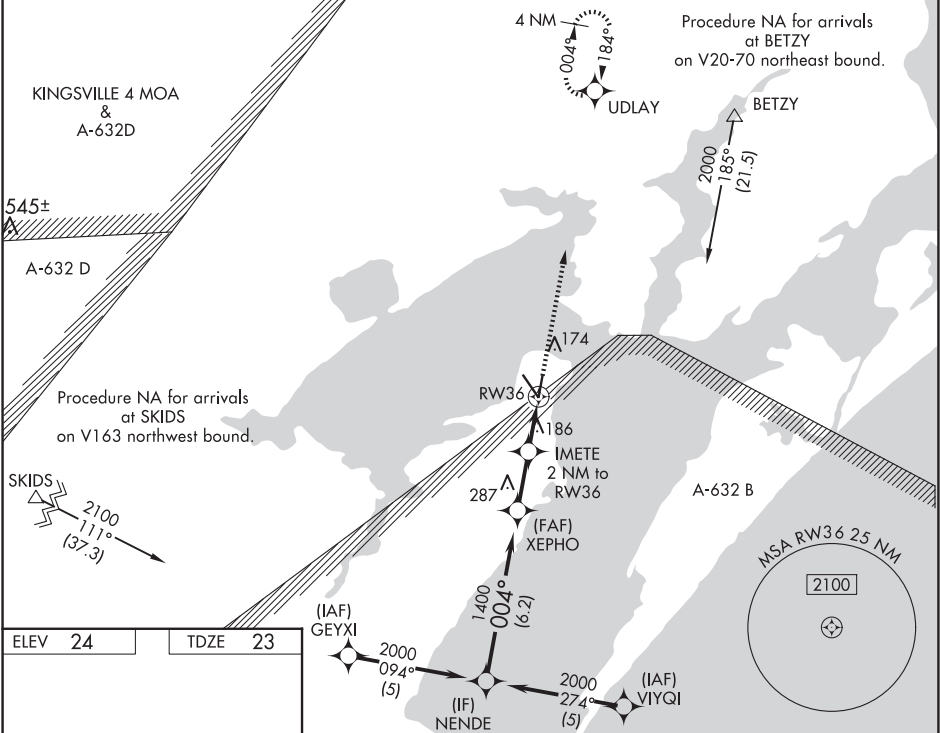 4 NM
004°
184°
UDLAY
Procedure NA for arrivals
at BETZY
on V20-70 northeast bound.
KINGSVILLE 4 MOA
&
A-632D
BETZY
2000
185°
(21.5)
545±
A-632 D
174
RW36
186
IMETE
2 NM to
RW36
Procedure NA for arrivals
at SKIDS
on V163 northwest bound.
SKIDS
2100
111°
(37.3)
287
(FAF)
XEPHO
A-632 B
MSA RW36 25 NM
2100
1400
004°
(6.2)
(IAF)
GEYXI
2000
094°
(5)
(IF)
NENDE
2000
274°
(5)
(IAF)
VIYQI
ELEV 24
TDZE 23